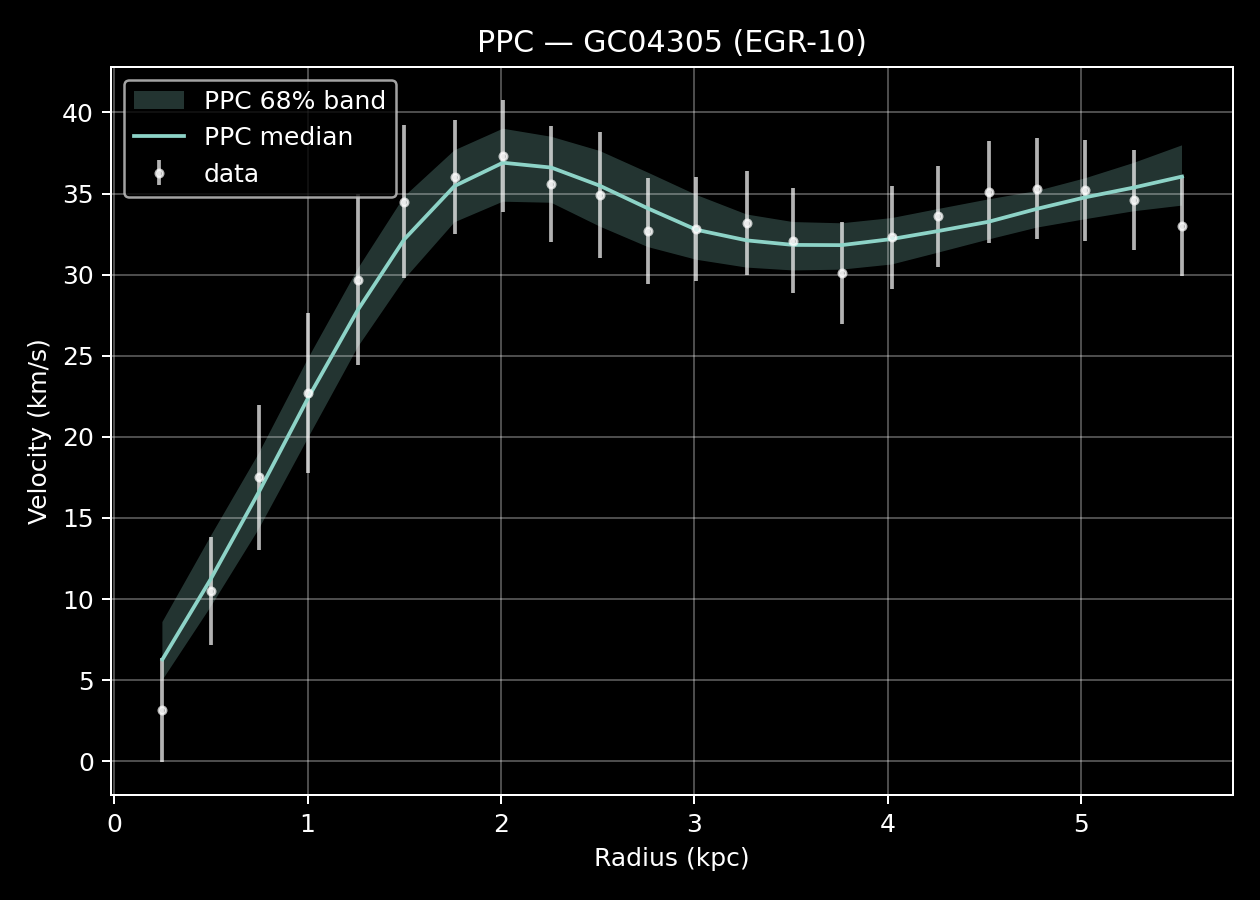 PPC — GC04305 (EGR-10)
PPC 68% band
PPC median
data
Velocity (km/s)
40
35
30
25
20
15
10
5
0
0 1 2 3 4 5
Radius (kpc)